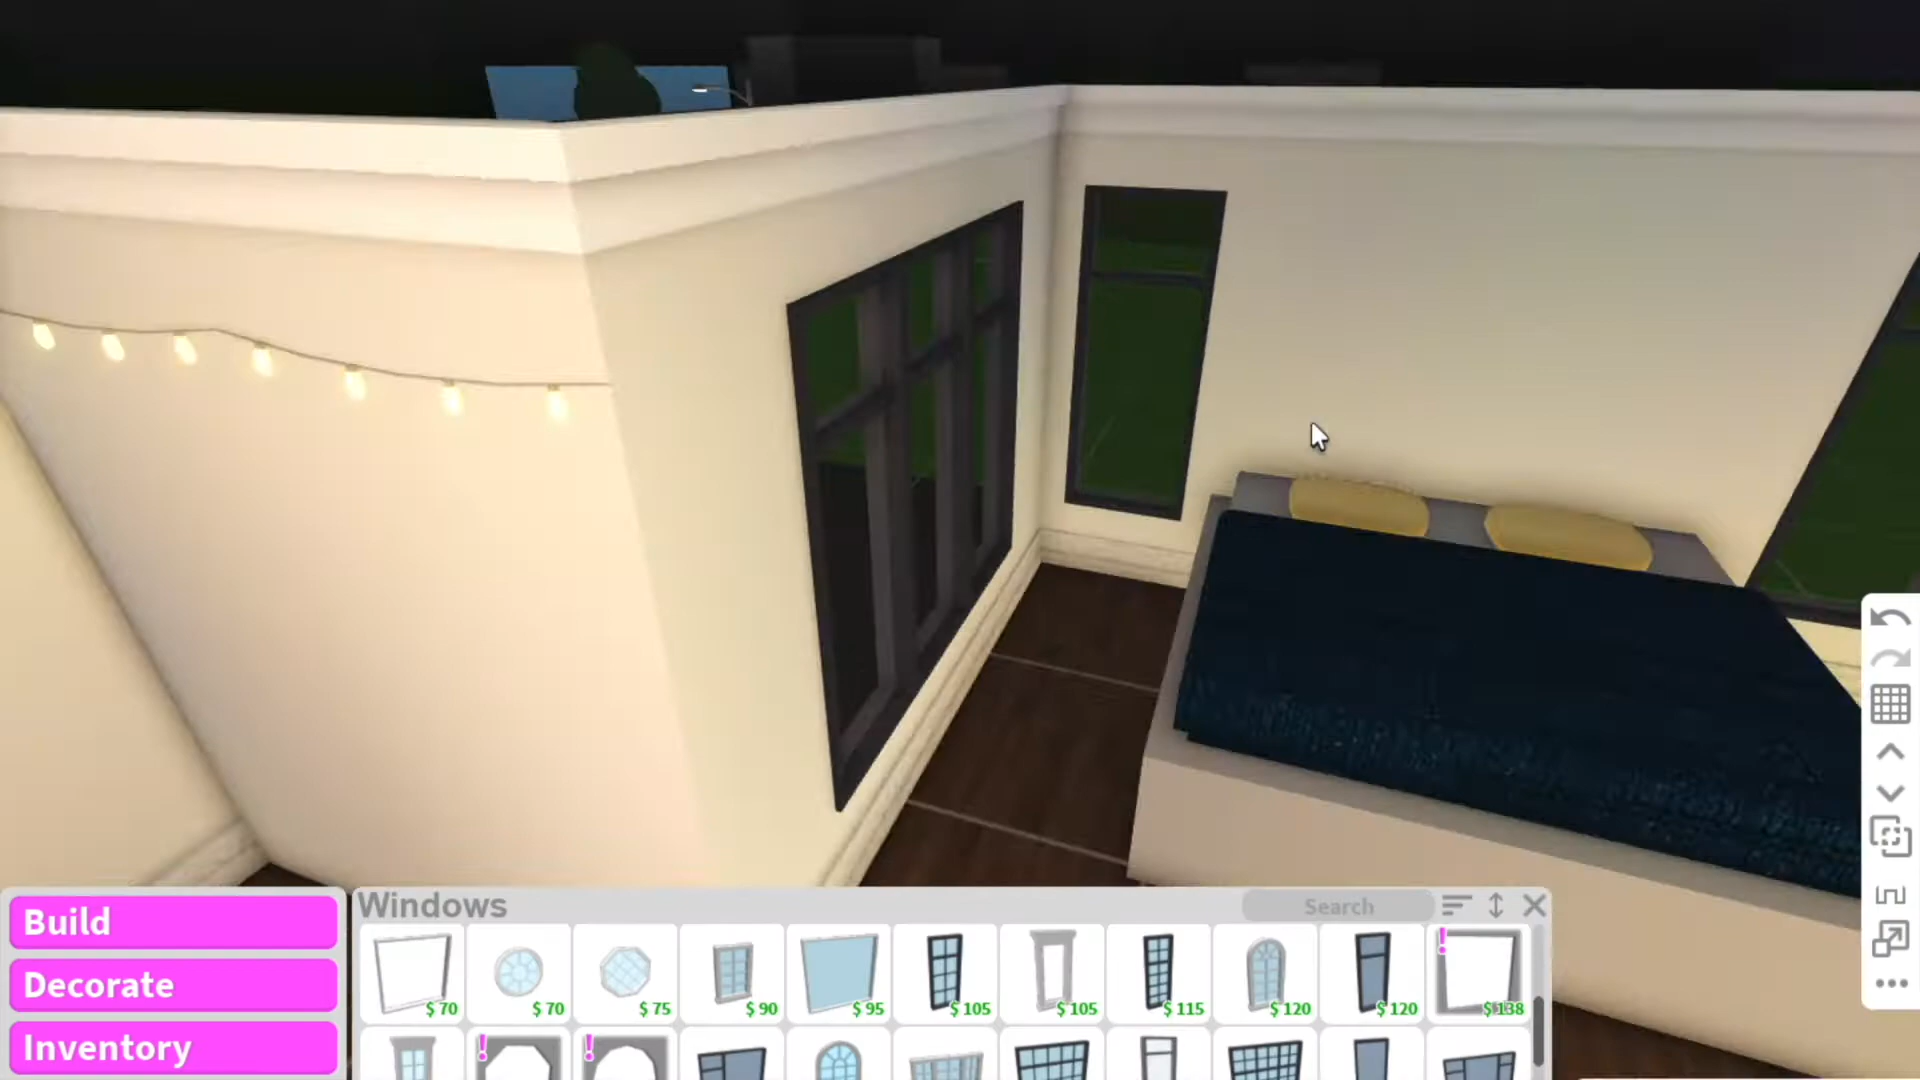 Build
Decorate
Inventory
Windows
Search
$70
$70
$75
$90
$95
$105
$105
$115
$120
$120
!
$138
!
!